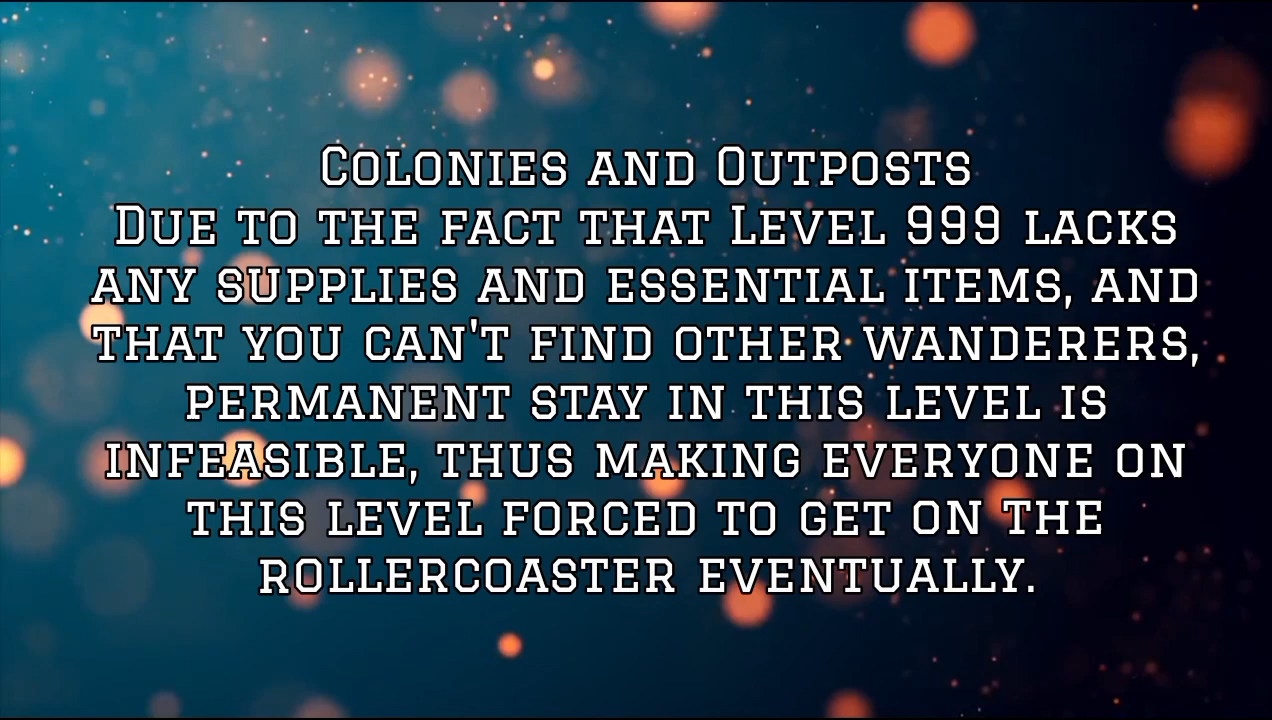 Colonies and Outposts
Due to the fact that Level 999 lacks
any supplies and essential items, and
that you can't find other wanderers,
permanent stay in this level is
infeasible, thus making everyone on
this level forced to get on the
rollercoaster eventually.